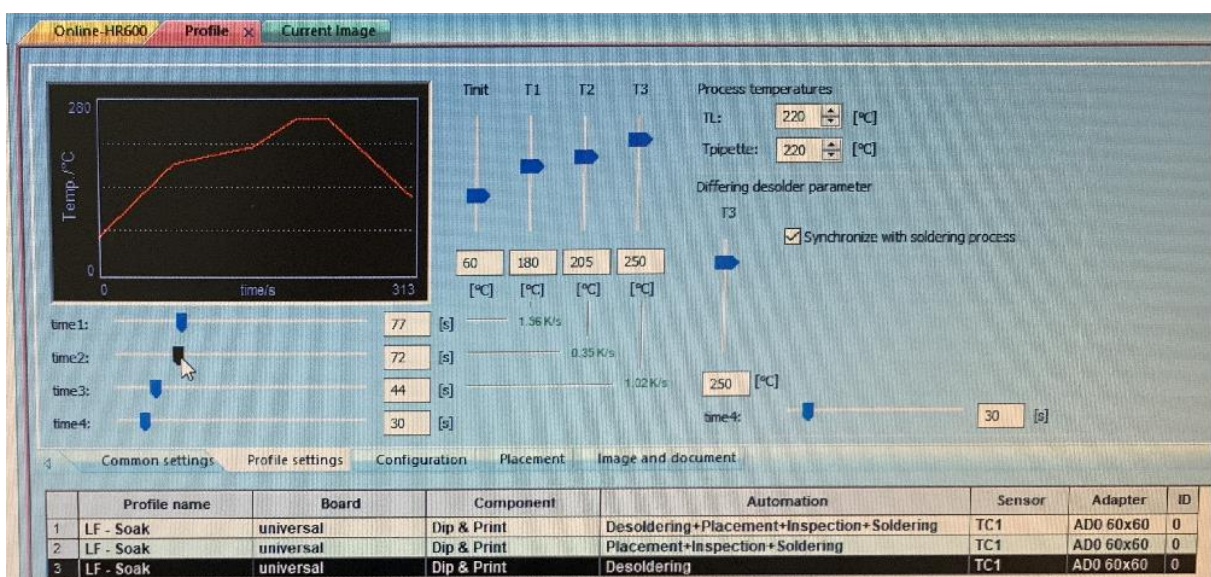 Online-HR600 Profile x Current Image
280
Temp./°C
0
0 time/s 313
Tinit T1 T2 T3
60 180 205 250
[°C] [°C] [°C] [°C]
Process temperatures
TL: 220 [°C]
Tpipette: 220 [°C]
Differing desolder parameter
T3
Synchronize with soldering process
250 [°C]
time4: 30 [s]
time1: 77 [s] 1.56 K/s
time2: 72 [s] 0.35 K/s
time3: 44 [s] 1.02 K/s
time4: 30 [s]
Common settings Profile settings Configuration Placement Image and document
Profile name Board Component Automation Sensor Adapter ID
1 LF - Soak universal Dip & Print Desoldering+Placement+Inspection+Soldering TC1 AD0 60x60 0
2 LF - Soak universal Dip & Print Placement+Inspection+Soldering TC1 AD0 60x60 0
3 LF - Soak universal Dip & Print Desoldering TC1 AD0 60x60 0